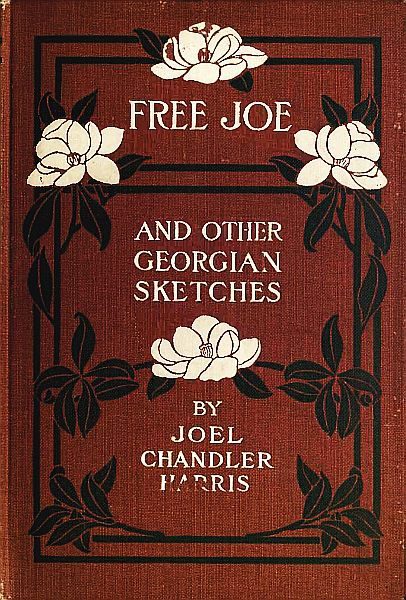 FREE JOE
AND OTHER
GEORGIAN
SKETCHES
BY
JOEL
CHANDLER
HARRIS